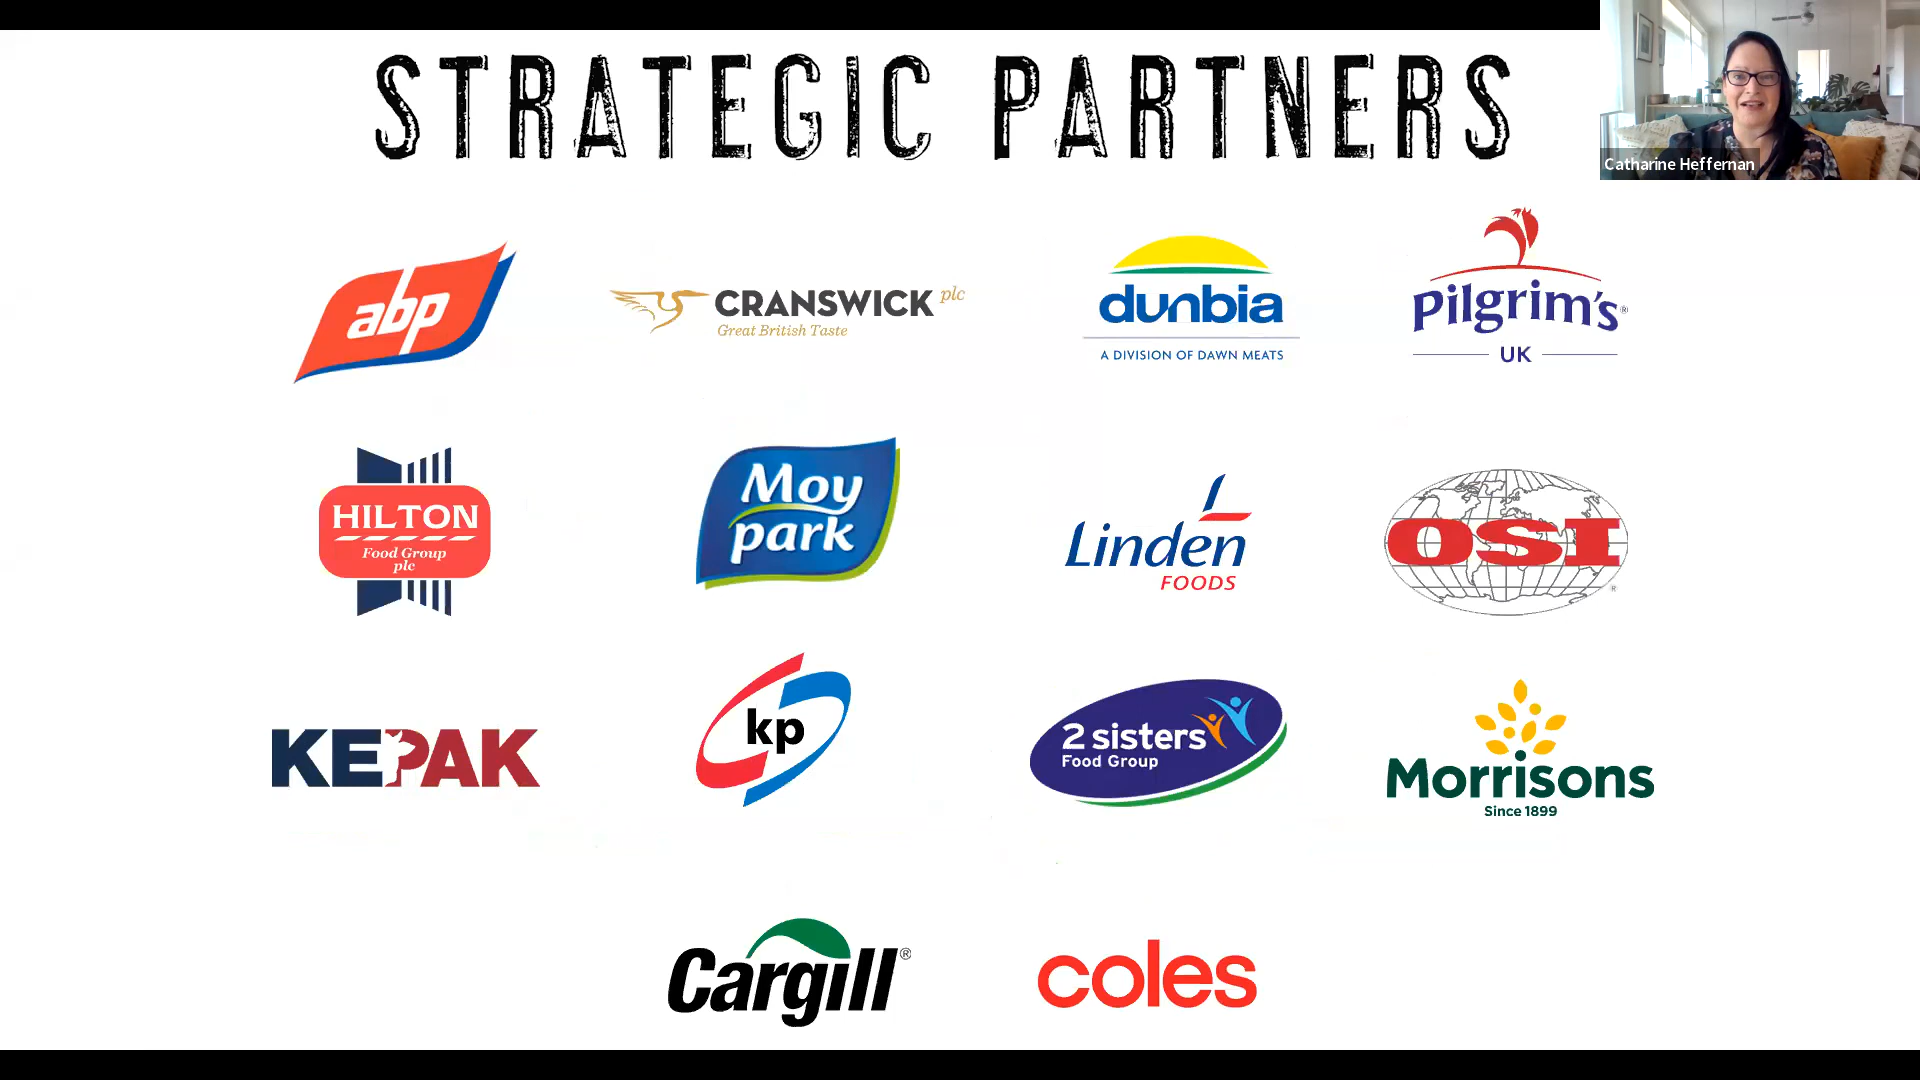 STRATEGIC PARTNERS
Catharine Heffernan
abp
CRANSWICK plc
Great British Taste
dunbia
A DIVISION OF DAWN MEATS
Pilgrim's®
UK
HILTON
Food Group
plc
Moy
park
Linden
FOODS
OSI
®
KEPAK
kp
2 sisters
Food Group
Morrisons
Since 1899
Cargill®
coles